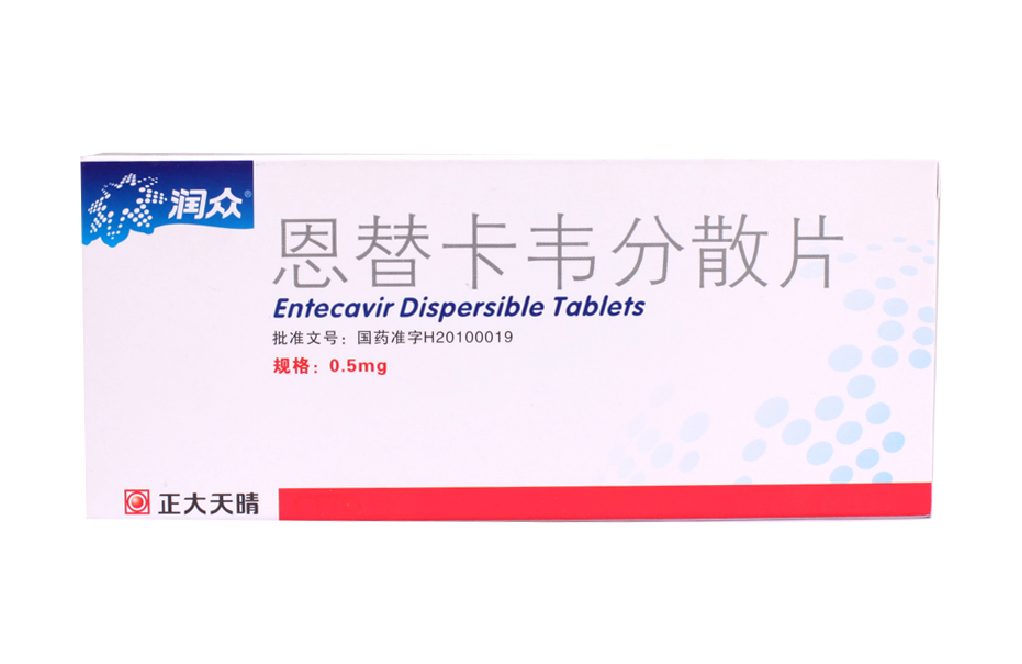 润众®
恩替卡韦分散片
Entecavir Dispersible Tablets
批准文号：国药准字H20100019
规格：0.5mg
正大天晴